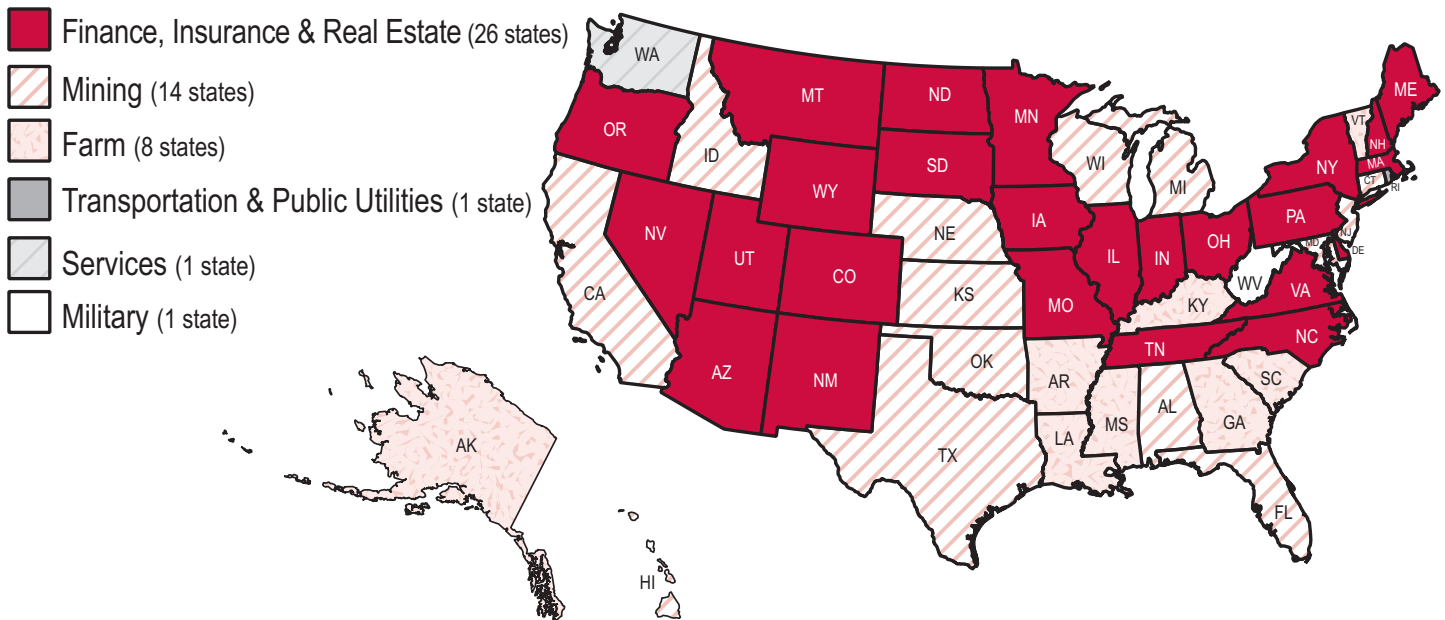 Finance, Insurance & Real Estate (26 states)
Mining (14 states)
Farm (8 states)
Transportation & Public Utilities (1 state)
Services (1 state)
Military (1 state)
WA
MT
ND
MN
ME
OR
ID
WY
SD
WI
MI
VT
NH
NY
MA
CT
RI
NV
UT
CO
NE
IA
IL
IN
OH
PA
NJ
MD
DE
CA
KS
MO
KY
WV
VA
AZ
NM
OK
AR
TN
NC
SC
TX
LA
MS
AL
GA
FL
AK
HI